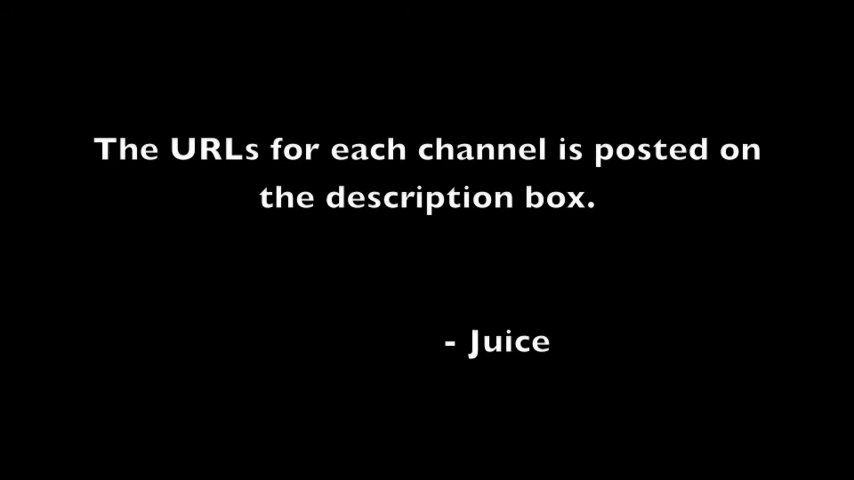 The URLs for each channel is posted on
the description box.
- Juice